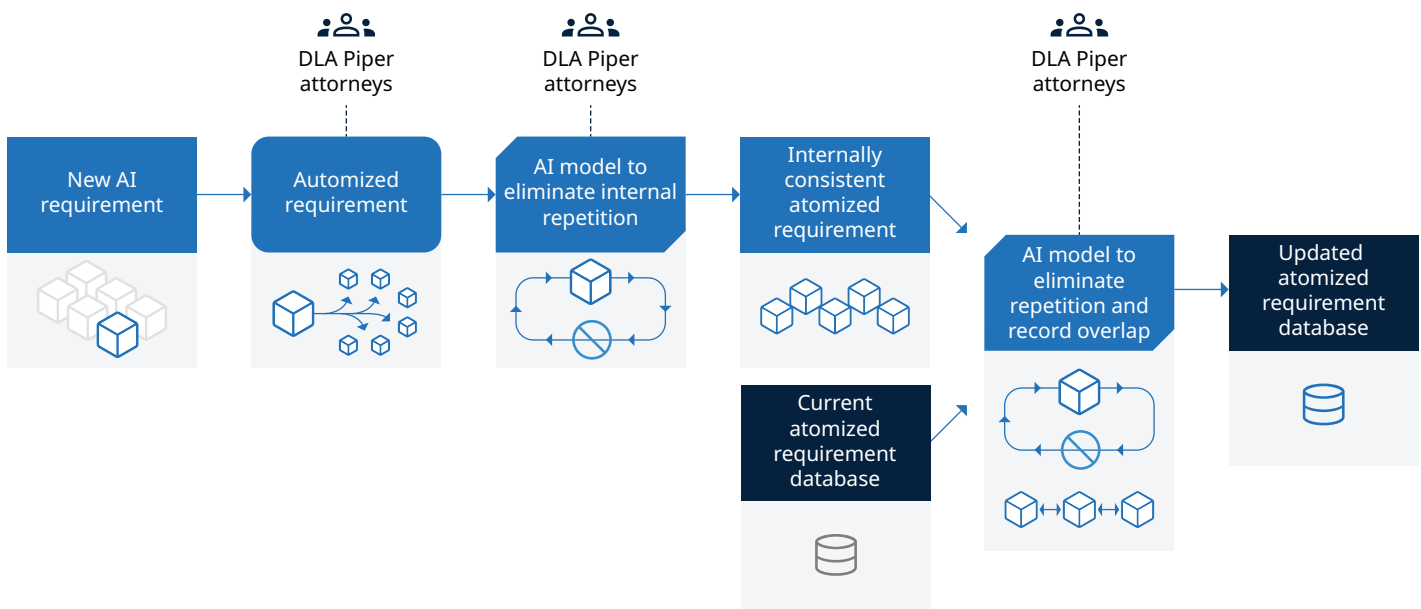 DLA Piper
attorneys
DLA Piper
attorneys
DLA Piper
attorneys
New AI
requirement
Automized
requirement
AI model to
eliminate internal
repetition
Internally
consistent
atomized
requirement
Current
atomized
requirement
database
AI model to
eliminate
repetition and
record overlap
Updated
atomized
requirement
database